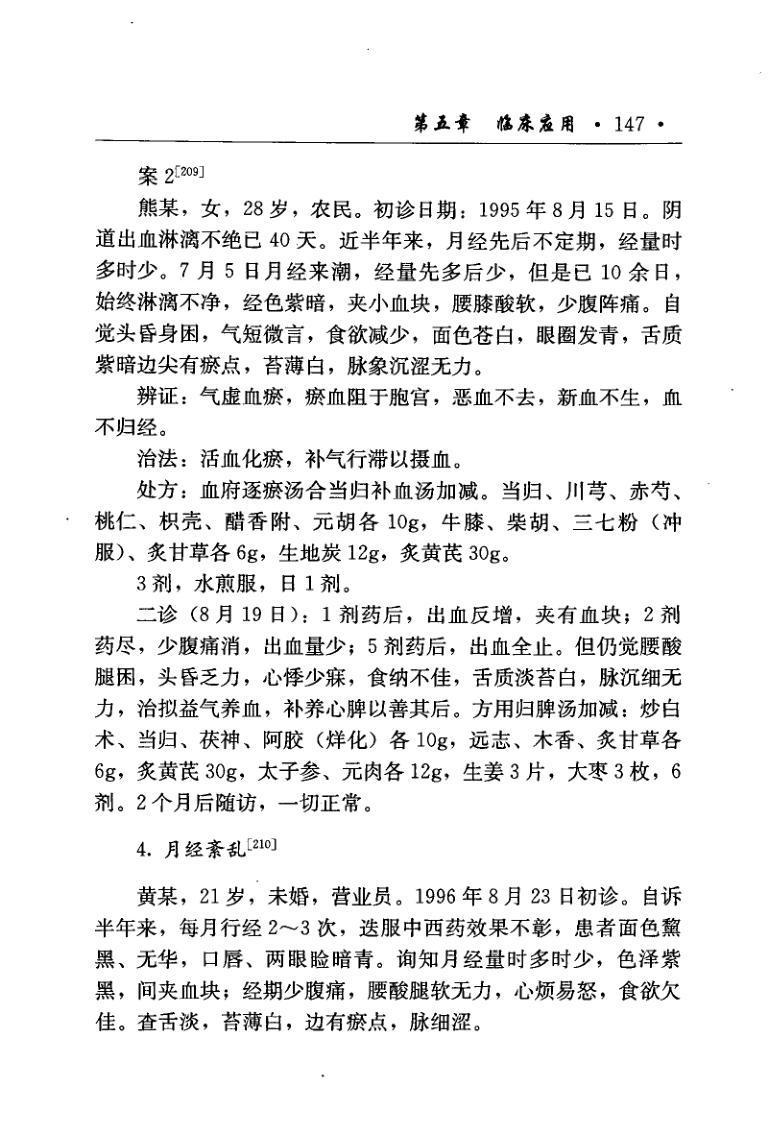 第五章　临床应用 · 147 ·
案 2[209]
熊某，女，28 岁，农民。初诊日期：1995 年 8 月 15 日。阴
道出血淋漓不绝已 40 天。近半年来，月经先后不定期，经量时
多时少。7 月 5 日月经来潮，经量先多后少，但是已 10 余日，
始终淋漓不净，经色紫暗，夹小血块，腰膝酸软，少腹阵痛。自
觉头昏身困，气短微言，食欲减少，面色苍白，眼圈发青，舌质
紫暗边尖有瘀点，苔薄白，脉象沉涩无力。
辨证：气虚血瘀，瘀血阻于胞宫，恶血不去，新血不生，血
不归经。
治法：活血化瘀，补气行滞以摄血。
处方：血府逐瘀汤合当归补血汤加减。当归、川芎、赤芍、
桃仁、枳壳、醋香附、元胡各 10g，牛膝、柴胡、三七粉（冲
服）、炙甘草各 6g，生地炭 12g，炙黄芪 30g。
3 剂，水煎服，日 1 剂。
二诊（8 月 19 日）：1 剂药后，出血反增，夹有血块；2 剂
药尽，少腹痛消，出血量少；5 剂药后，出血全止。但仍觉腰酸
腿困，头昏乏力，心悸少寐，食纳不佳，舌质淡苔白，脉沉细无
力，治拟益气养血，补养心脾以善其后。方用归脾汤加减：炒白
术、当归、茯神、阿胶（烊化）各 10g，远志、木香、炙甘草各
6g，炙黄芪 30g，太子参、元肉各 12g，生姜 3 片，大枣 3 枚，6
剂。2 个月后随访，一切正常。
4. 月经紊乱[210]
黄某，21 岁，未婚，营业员。1996 年 8 月 23 日初诊。自诉
半年来，每月行经 2～3 次，迭服中西药效果不彰，患者面色黧
黑、无华，口唇、两眼睑暗青。询知月经量时多时少，色泽紫
黑，间夹血块；经期少腹痛，腰酸腿软无力，心烦易怒，食欲欠
佳。查舌淡，苔薄白，边有瘀点，脉细涩。